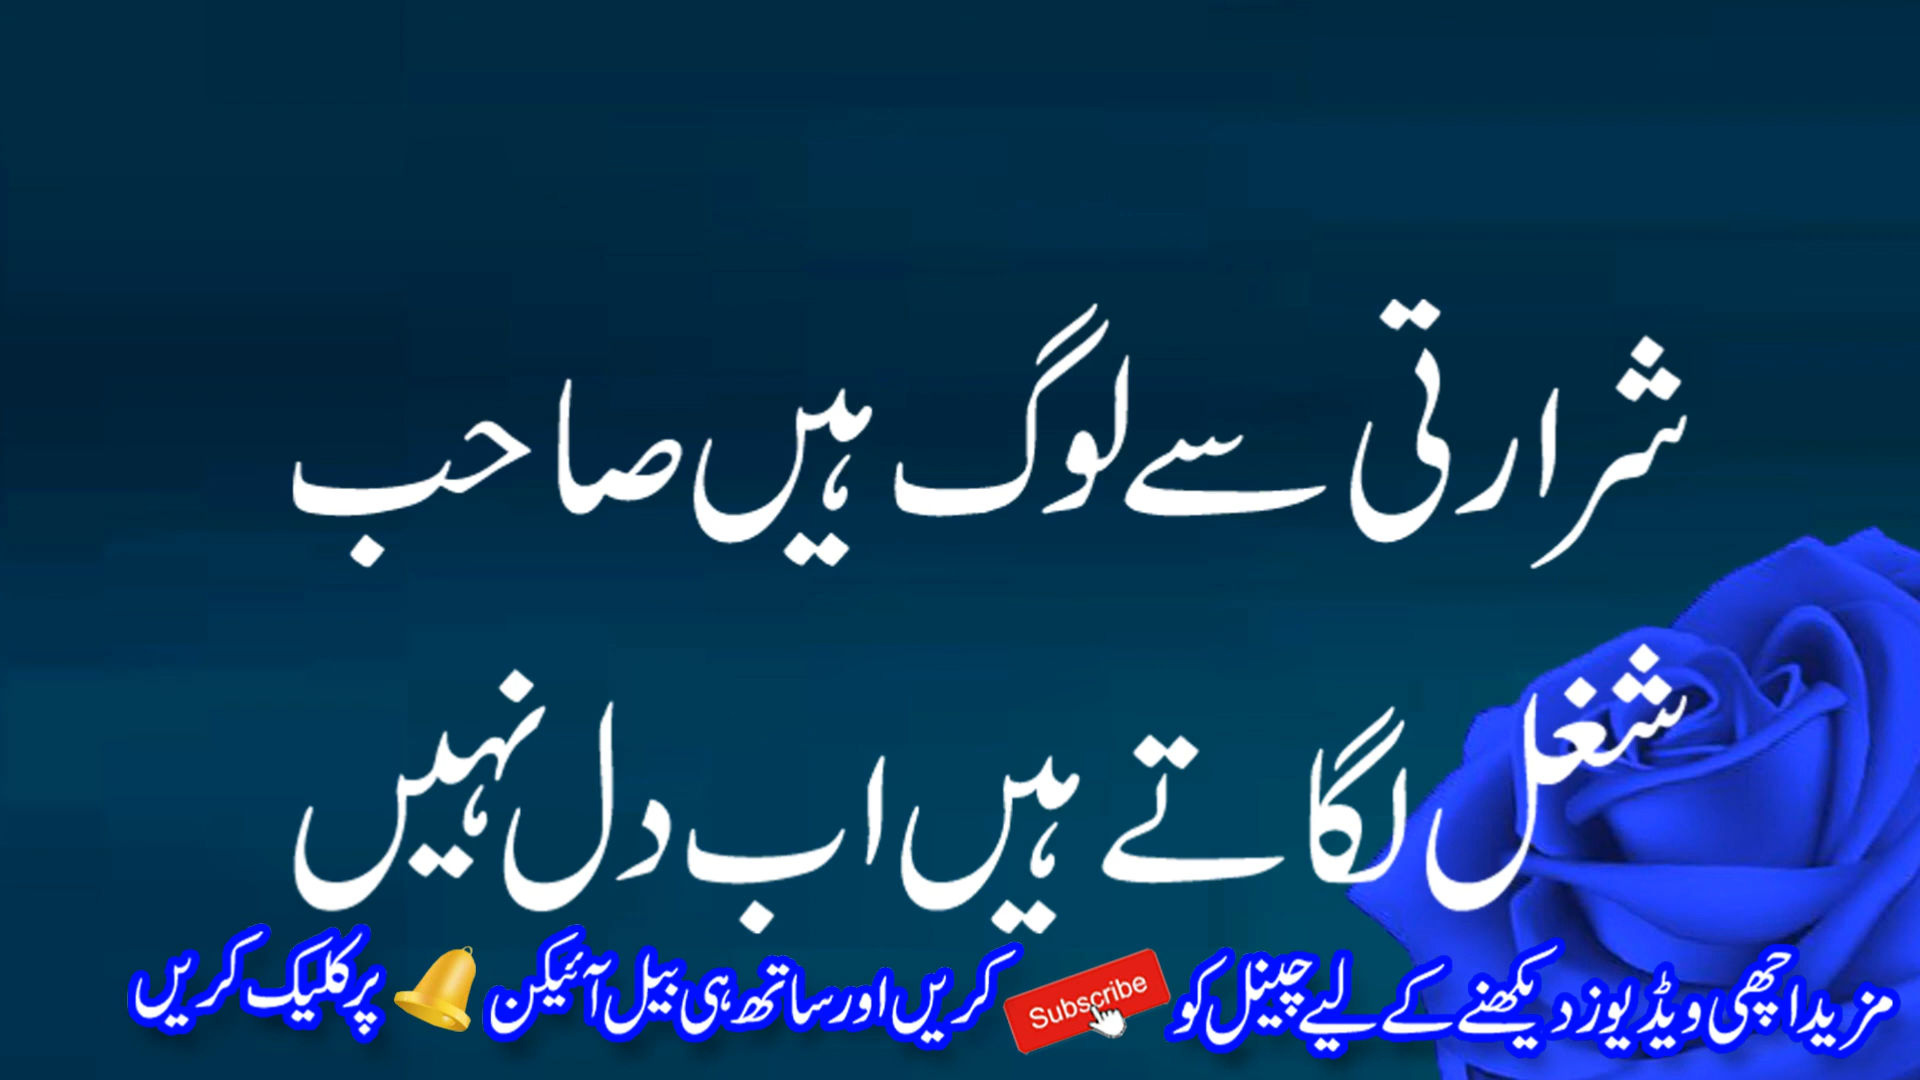 شرارتی سے لوگ ہیں صاحب
شغل لگاتے ہیں اب دل نہیں
مزید اچھی ویڈیوز دیکھنے کے لیے چینل کو Subscribe کریں اور ساتھ ہی بیل آئیکن پر کلیک کریں